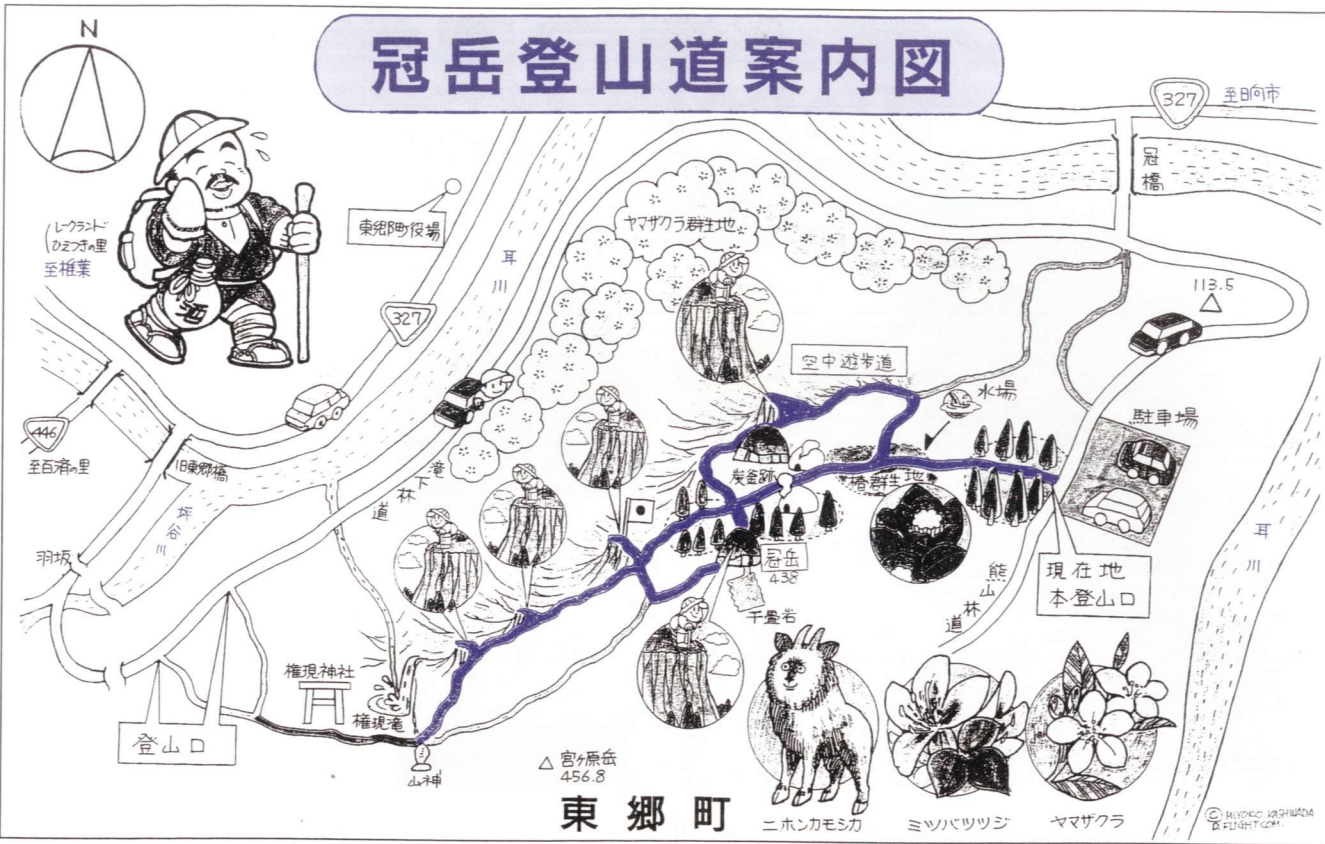 冠岳登山道案内図
N
327
至日向市
冠橋
レークランド
ひえつきの里
至椎葉
酒
東郷町役場
耳川
327
ヤマザクラ群生地
113.5
空中遊歩道
水場
駐車場
446
至百済の里
旧東郷橋
坪谷川
竜下林道
炭釜跡
椿群生地
羽坂
冠岳
438
千畳岩
熊山林道
現在地
本登山口
耳川
権現神社
権現滝
登山口
山神
宮ヶ原岳
456.8
東郷町
ニホンカモシカ
ミツバツツジ
ヤマザクラ
© MIYOKO KASHIWADA